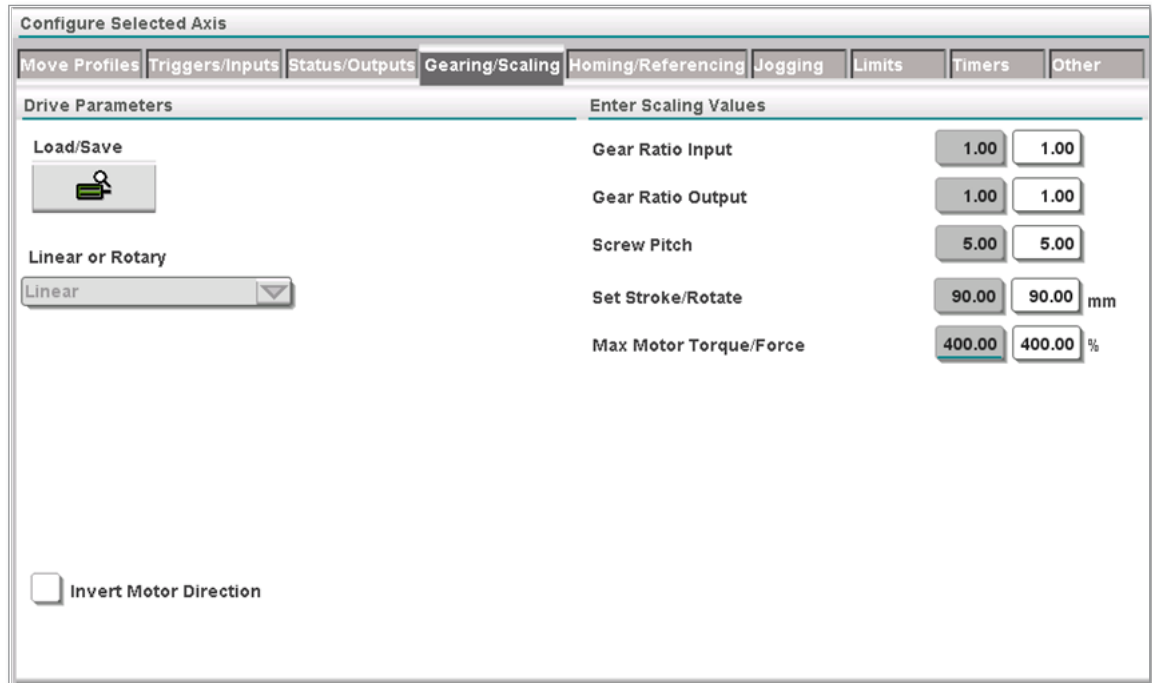 Configure Selected Axis
Move Profiles Triggers/Inputs Status/Outputs Gearing/Scaling Homing/Referencing Jogging Limits Timers Other
Drive Parameters
Load/Save
Linear or Rotary
Linear
Invert Motor Direction
Enter Scaling Values
Gear Ratio Input 1.00 1.00
Gear Ratio Output 1.00 1.00
Screw Pitch 5.00 5.00
Set Stroke/Rotate 90.00 90.00 mm
Max Motor Torque/Force 400.00 400.00 %